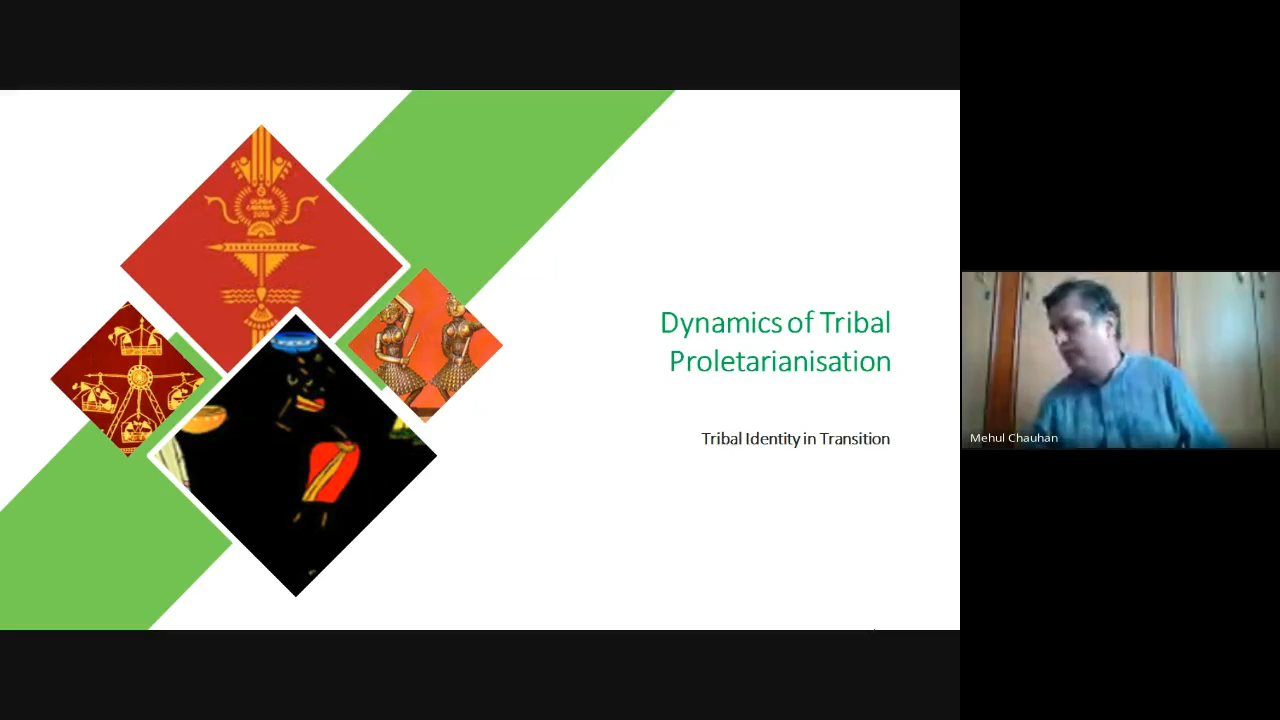 Dynamics of Tribal
Proletarianisation
Tribal Identity in Transition
Mehul Chauhan